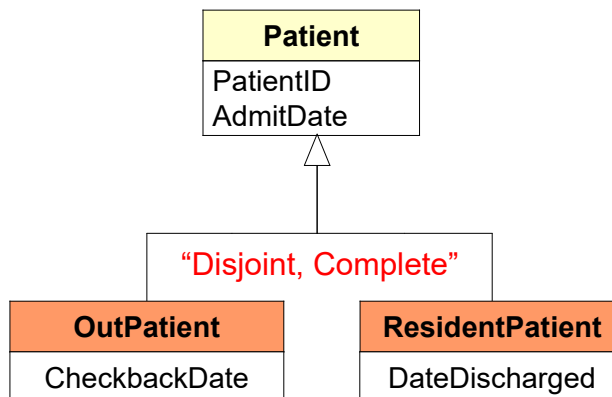 Patient
PatientID
AdmitDate
“Disjoint, Complete”
OutPatient
ResidentPatient
CheckbackDate
DateDischarged